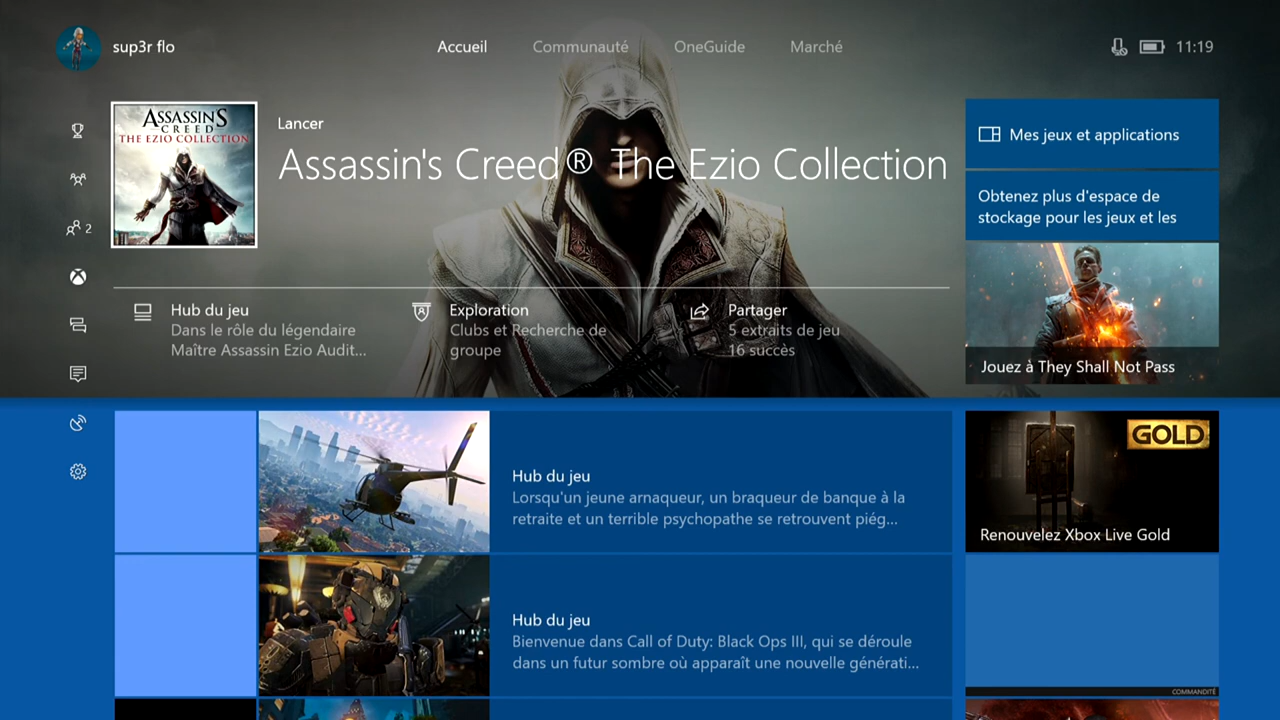 sup3r flo
Accueil
Communauté
OneGuide
Marché
11:19
ASSASSIN'S
CREED
THE EZIO COLLECTION
Lancer
Assassin's Creed® The Ezio Collection
Mes jeux et applications
Obtenez plus d'espace de
stockage pour les jeux et les
2
Hub du jeu
Dans le rôle du légendaire
Maître Assassin Ezio Audit...
Exploration
Clubs et Recherche de
groupe
Partager
5 extraits de jeu
16 succès
Jouez à They Shall Not Pass
Hub du jeu
Lorsqu'un jeune arnaqueur, un braqueur de banque à la
retraite et un terrible psychopathe se retrouvent piég...
GOLD
Renouvelez Xbox Live Gold
Hub du jeu
Bienvenue dans Call of Duty: Black Ops III, qui se déroule
dans un futur sombre où apparaît une nouvelle générati...
COMMANDITÉ